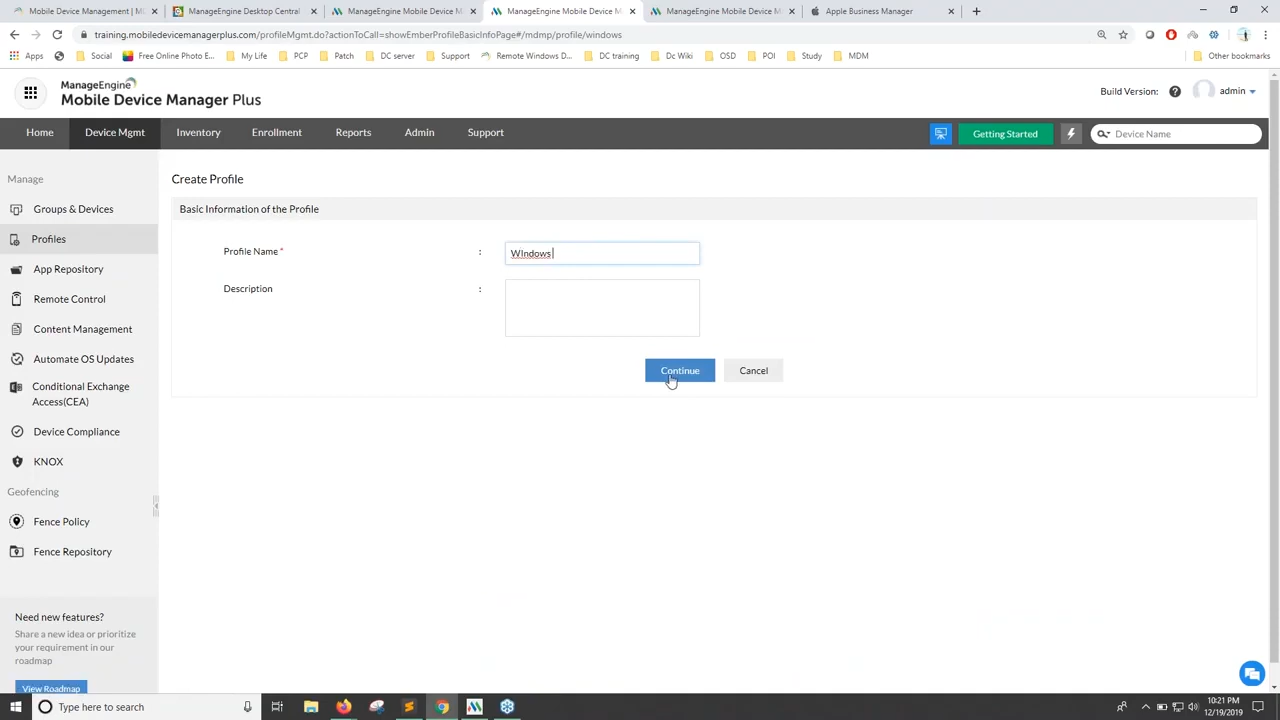 Mobile Device Management | M
ManageEngine Desktop Central
ManageEngine Mobile Device M
ManageEngine Mobile Device M
ManageEngine Mobile Device M
Apple Business Manager
training.mobiledevicemanagerplus.com/profileMgmt.do?actionToCall=showEmberProfileBasicInfoPage#/mdmp/profile/windows
Apps
Social
Free Online Photo E...
My Life
PCP
Patch
DC server
Support
Remote Windows D...
DC training
Dc Wiki
OSD
POI
Study
MDM
Other bookmarks
ManageEngine
Mobile Device Manager Plus
Build Version:
admin
Home
Device Mgmt
Inventory
Enrollment
Reports
Admin
Support
Getting Started
Device Name
Manage
Groups & Devices
Profiles
App Repository
Remote Control
Content Management
Automate OS Updates
Conditional Exchange
Access(CEA)
Device Compliance
KNOX
Geofencing
Fence Policy
Fence Repository
Need new features?
Share a new idea or prioritize
your requirement in our
roadmap
View Roadmap
Create Profile
Basic Information of the Profile
Profile Name * :
WIndows
Description :
Continue
Cancel
Type here to search
10:21 PM
12/19/2019